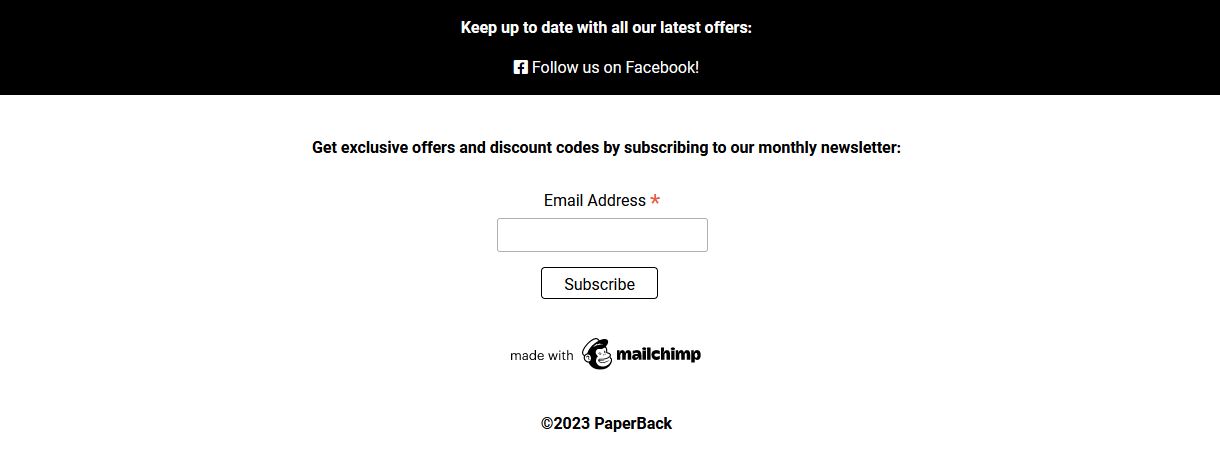 Keep up to date with all our latest offers:
Follow us on Facebook!
Get exclusive offers and discount codes by subscribing to our monthly newsletter:
Email Address *
Subscribe
made with mailchimp
©2023 PaperBack